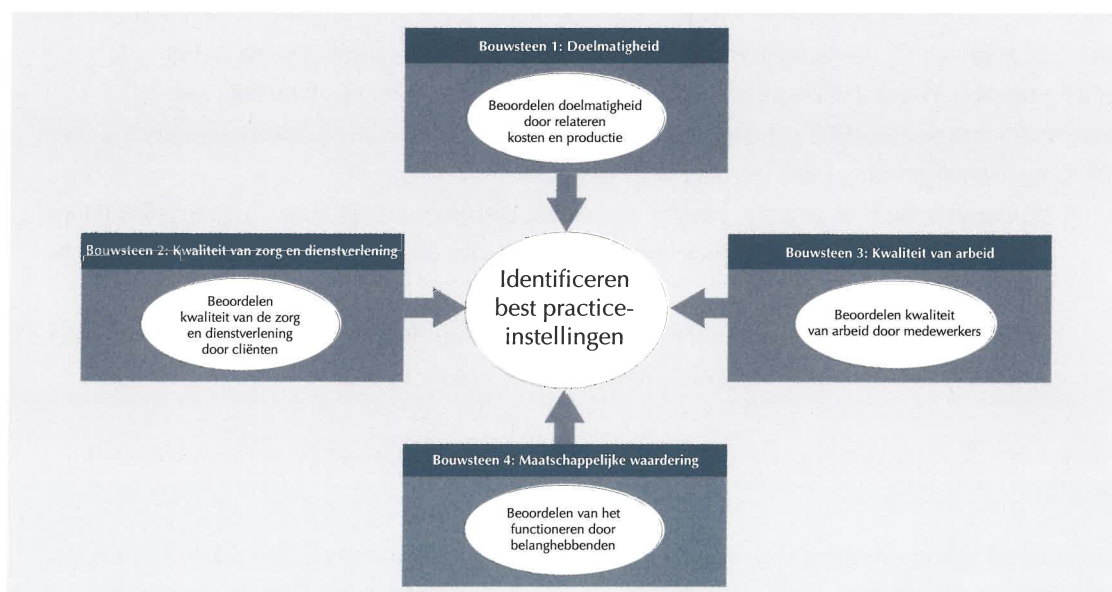 Bouwsteen 1: Doelmatigheid
Beoordelen doelmatigheid
door relateren
kosten en productie
Bouwsteen 2: Kwaliteit van zorg en dienstverlening
Beoordelen
kwaliteit van de zorg
en dienstverlening
door cliënten
Identificeren
best practice-
instellingen
Bouwsteen 3: Kwaliteit van arbeid
Beoordelen kwaliteit
van arbeid door medewerkers
Bouwsteen 4: Maatschappelijke waardering
Beoordelen van het
functioneren door
belanghebbenden